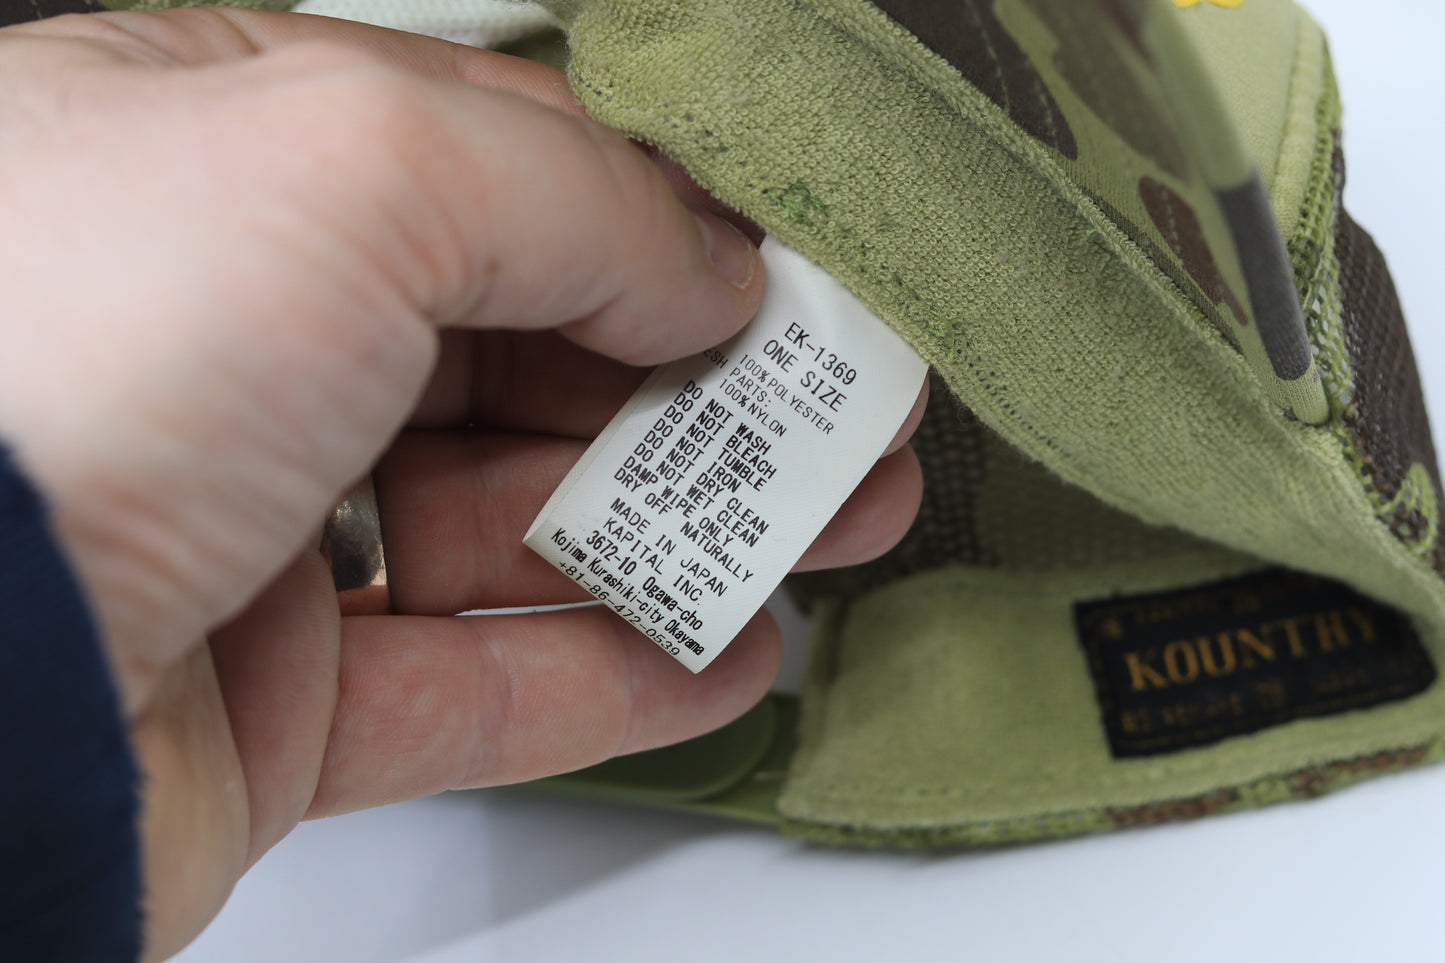 EK-1369
ONE SIZE
100%POLYESTER
ESH PARTS:
100%NYLON
DO NOT WASH
DO NOT BLEACH
DO NOT TUMBLE
DO NOT IRON
DO NOT DRY CLEAN
DO NOT WET CLEAN
DAMP WIPE ONLY
DRY OFF NATURALLY
MADE IN JAPAN
KAPITAL INC.
3672-10 Ogawa-cho
Kojima Kurashiki-city Okayama
+81-86-472-0539
KOUNTRY